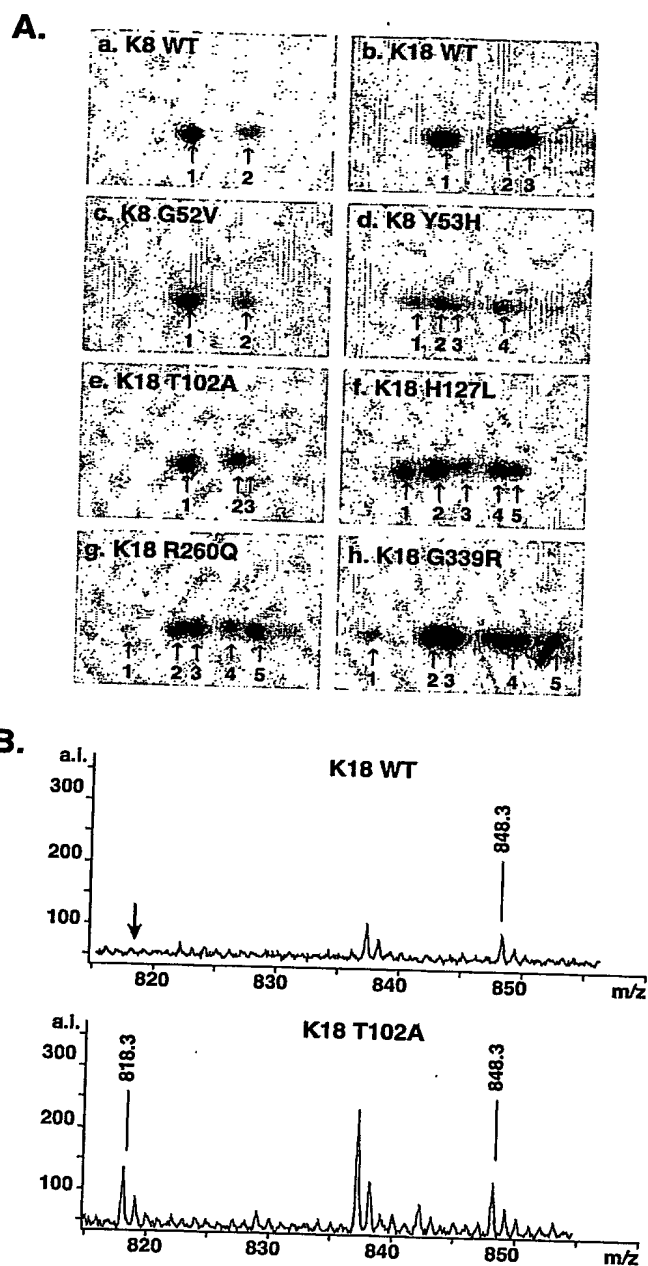 A.
a. K8 WT
b. K18 WT
1 2
1 2 3
c. K8 G52V
d. K8 Y53H
1 2
1 2 3 4
e. K18 T102A
f. K18 H127L
1 23
1 2 3 4 5
g. K18 R260Q
h. K18 G339R
1 2 3 4 5
1 2 3 4 5
B.
a.i.
K18 WT
300
200
100
848.3
820 830 840 850 m/z
a.i.
K18 T102A
300
200
100
818.3
848.3
820 830 840 850 m/z